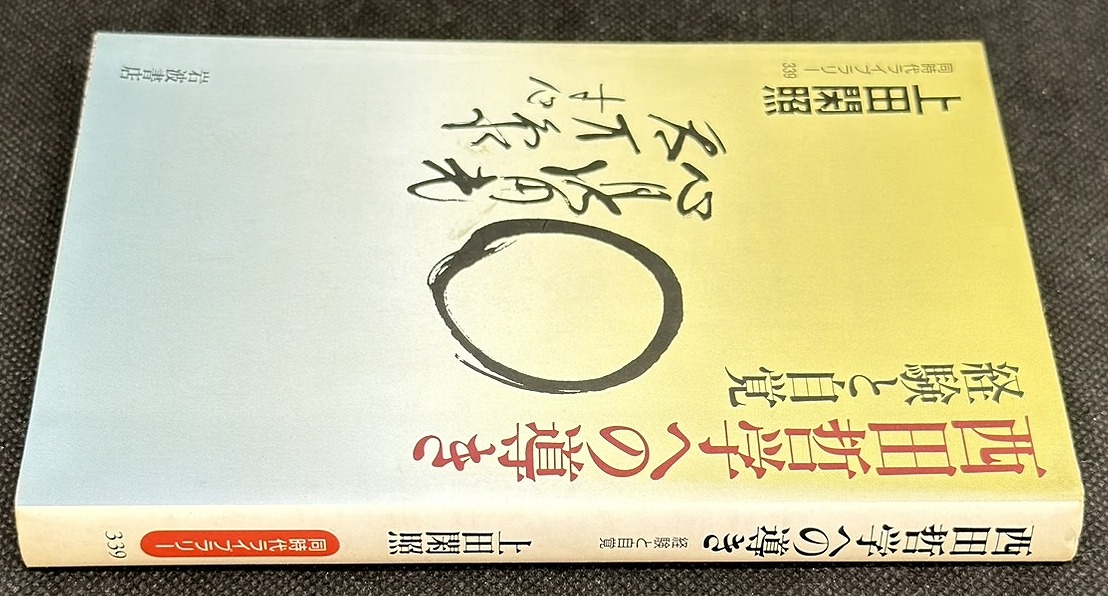 西田哲学への導き
経験と自覚
上田閑照
同時代ライブラリー
339
岩波書店
西田哲学への導き 経験と自覚 上田閑照 同時代ライブラリー 339